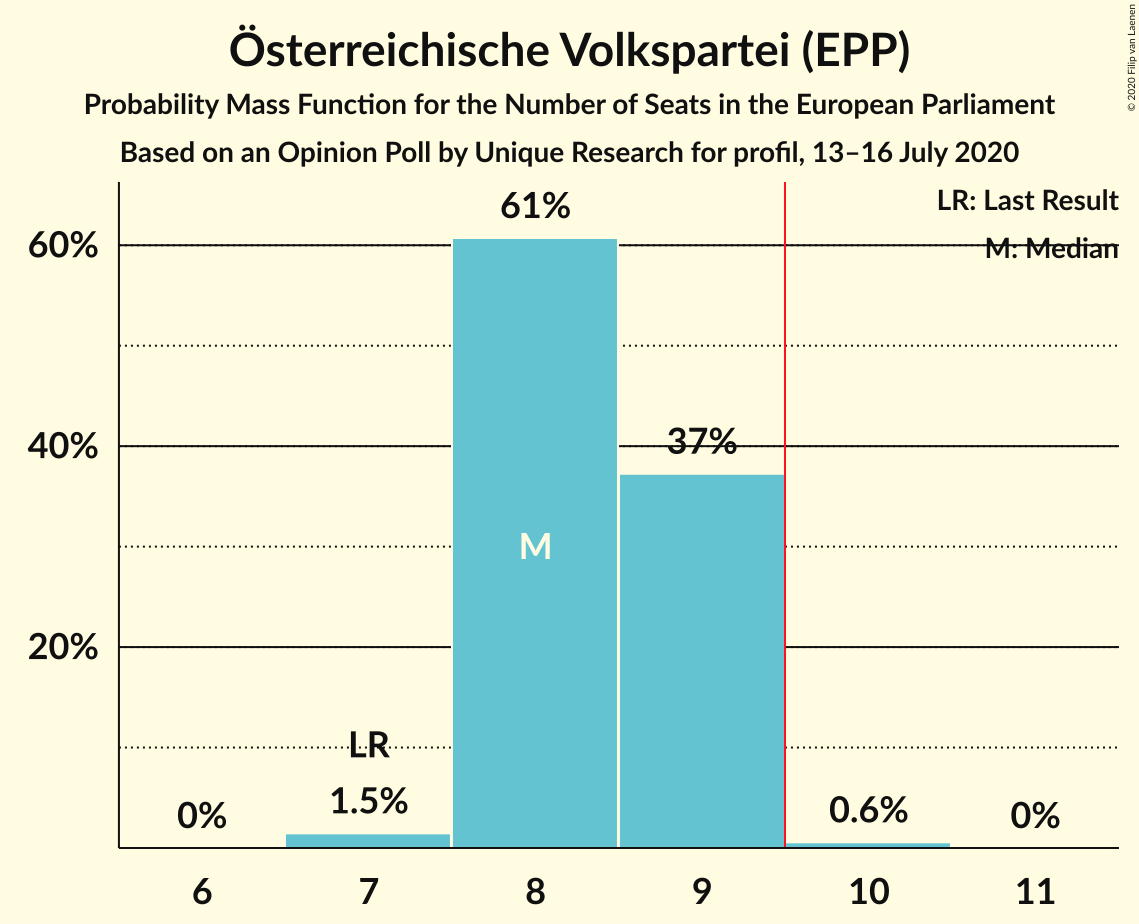 Österreichische Volkspartei (EPP)
Probability Mass Function for the Number of Seats in the European Parliament
Based on an Opinion Poll by Unique Research for profil, 13–16 July 2020
© 2020 Filip van Laenen
LR: Last Result
M: Median
60%
40%
20%
0%
LR
1.5%
61%
M
37%
0.6%
0%
6 7 8 9 10 11